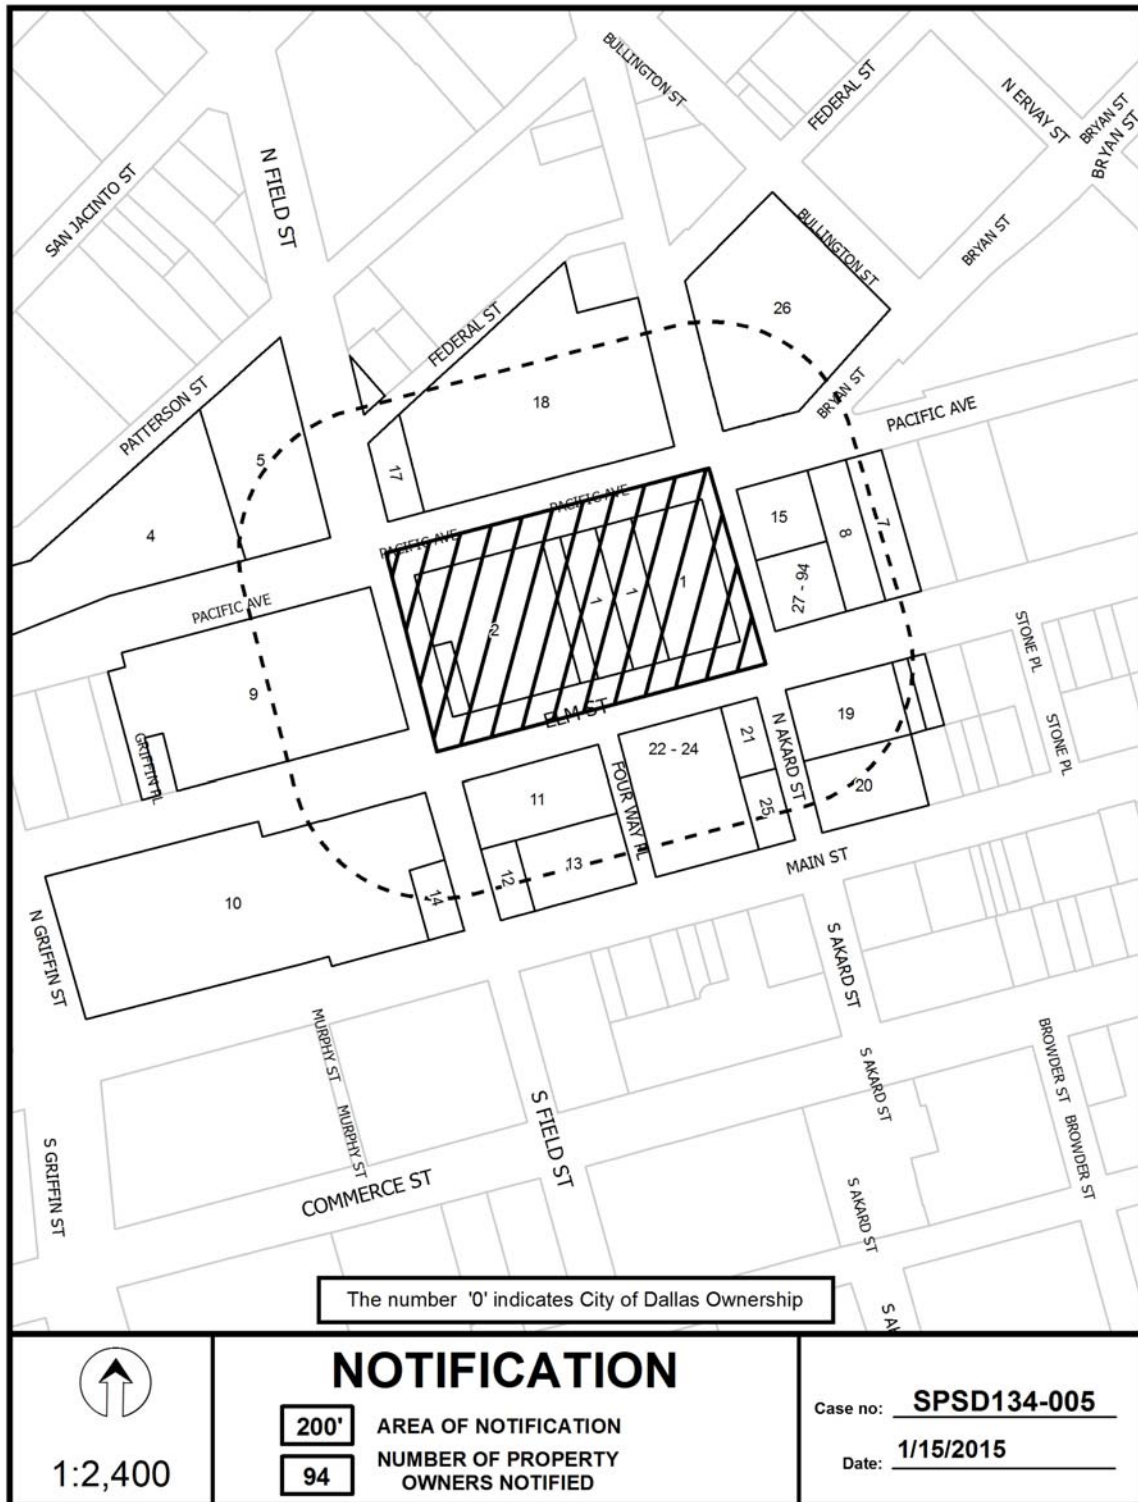 BULLINGTON ST
FEDERAL ST
N ERVAY ST
BRYAN ST
BRYAN ST
SAN JACINTO ST
N FIELD ST
BULLINGTON ST
BRYAN ST
26
FEDERAL ST
PATTERSON ST
18
BRYAN ST
PACIFIC AVE
5
17
4
PACIFIC AVE
PACIFIC AVE
15
8
7
27 - 94
PACIFIC AVE
2
1
1
1
9
STONE PL
ELM ST
19
N AKARD ST
21
22 - 24
STONE PL
GRIFFIN PL
FOUR WAY PL
11
20
25
13
12
MAIN ST
14
10
N GRIFFIN ST
S AKARD ST
MURPHY ST
BROWDER ST
S AKARD ST
MURPHY ST
S FIELD ST
BROWDER ST
S GRIFFIN ST
COMMERCE ST
S AKARD ST
S AK
The number '0' indicates City of Dallas Ownership
1:2,400
NOTIFICATION
200' AREA OF NOTIFICATION
94 NUMBER OF PROPERTY
OWNERS NOTIFIED
Case no: SPSD134-005
Date: 1/15/2015